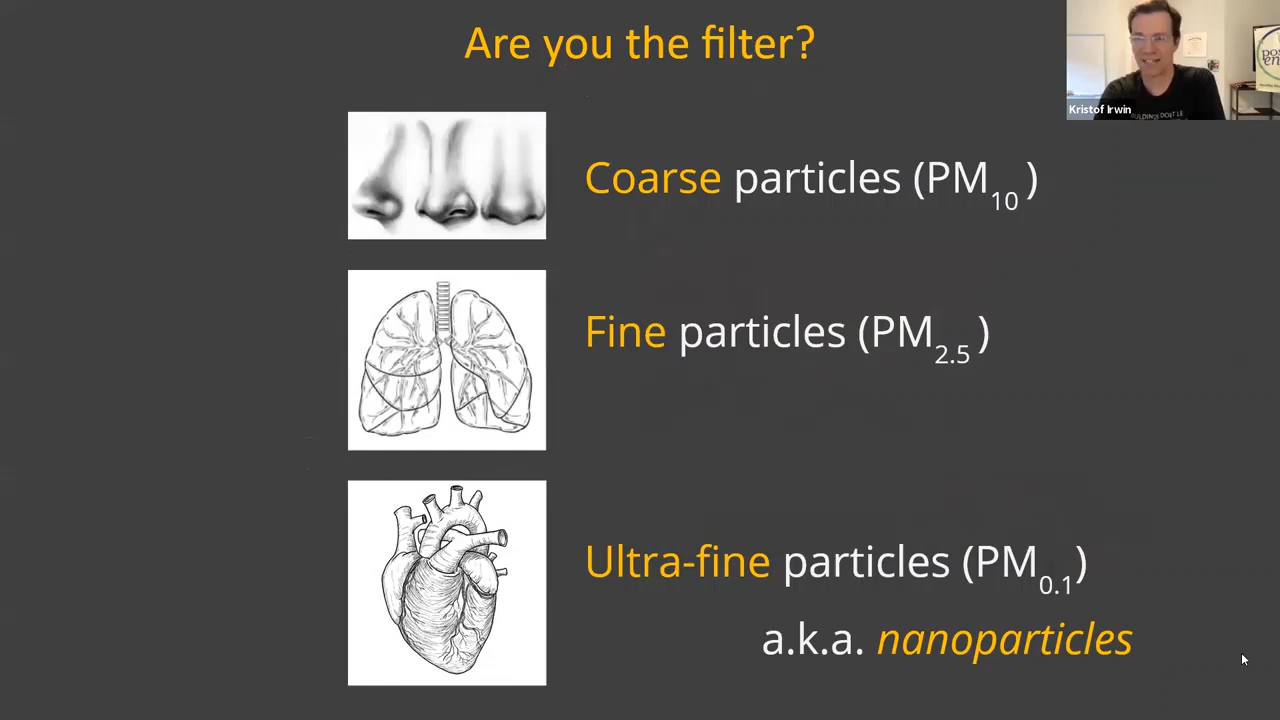 Are you the filter?
Kristof Irwin
Coarse particles (PM10)
Fine particles (PM2.5)
Ultra-fine particles (PM0.1)
a.k.a. nanoparticles